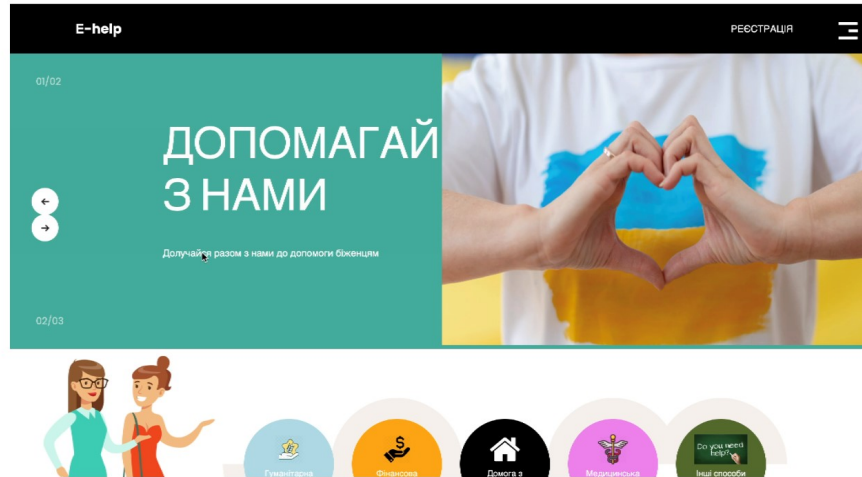 E-help
РЕЄСТРАЦІЯ
01/02
ДОПОМАГАЙ
З НАМИ
Долучайся разом з нами до допомоги біженцям
02/03
Гуманітарна
Фінансова
Домога з
Медицинська
Do you need
help?
Інші способи